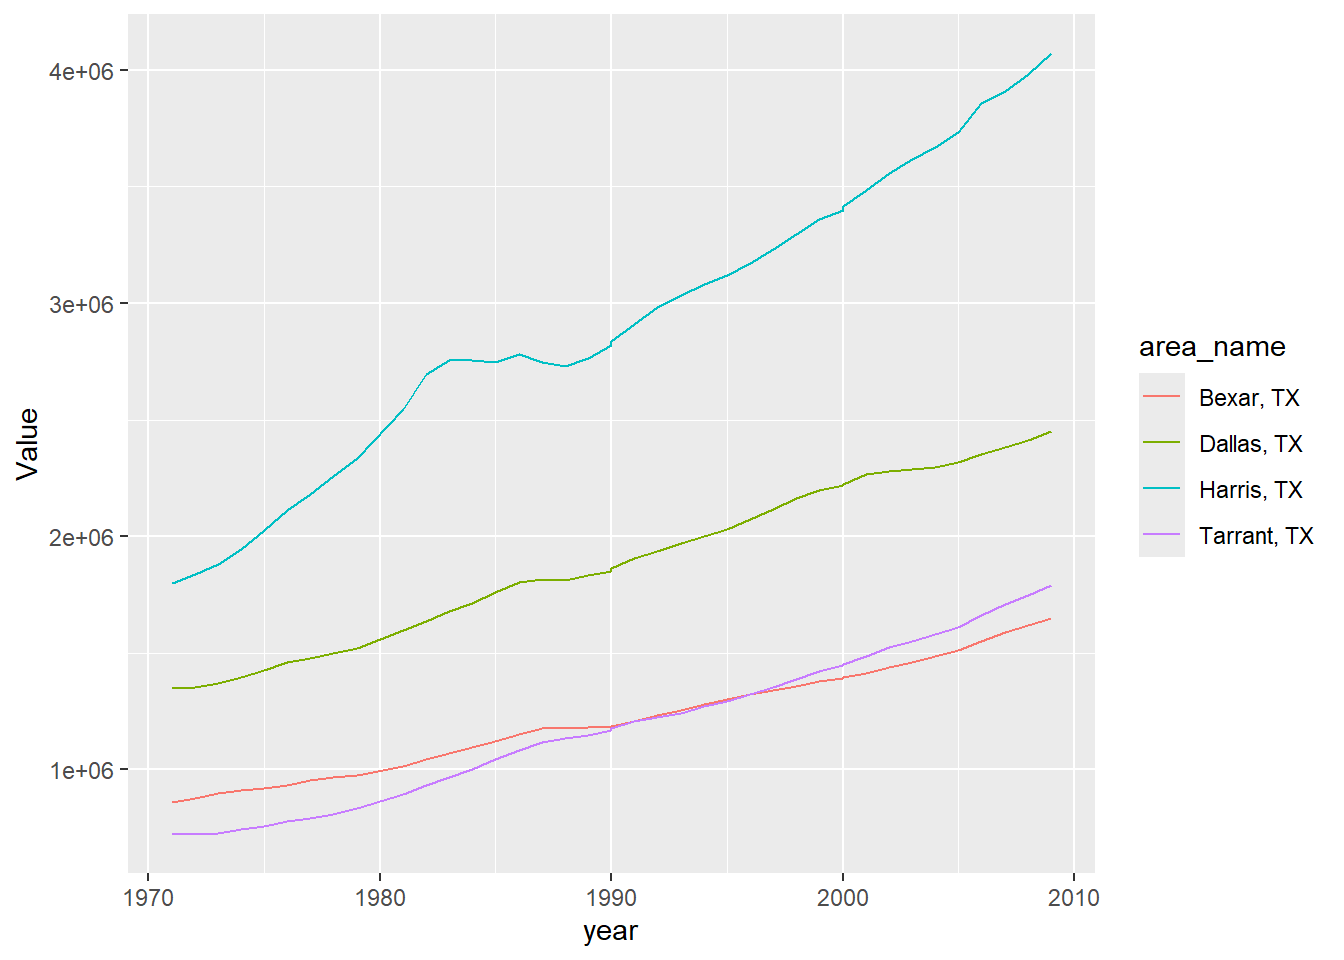 4e+06
3e+06
2e+06
1e+06
Value
1970 1980 1990 2000 2010
year
area_name
Bexar, TX
Dallas, TX
Harris, TX
Tarrant, TX